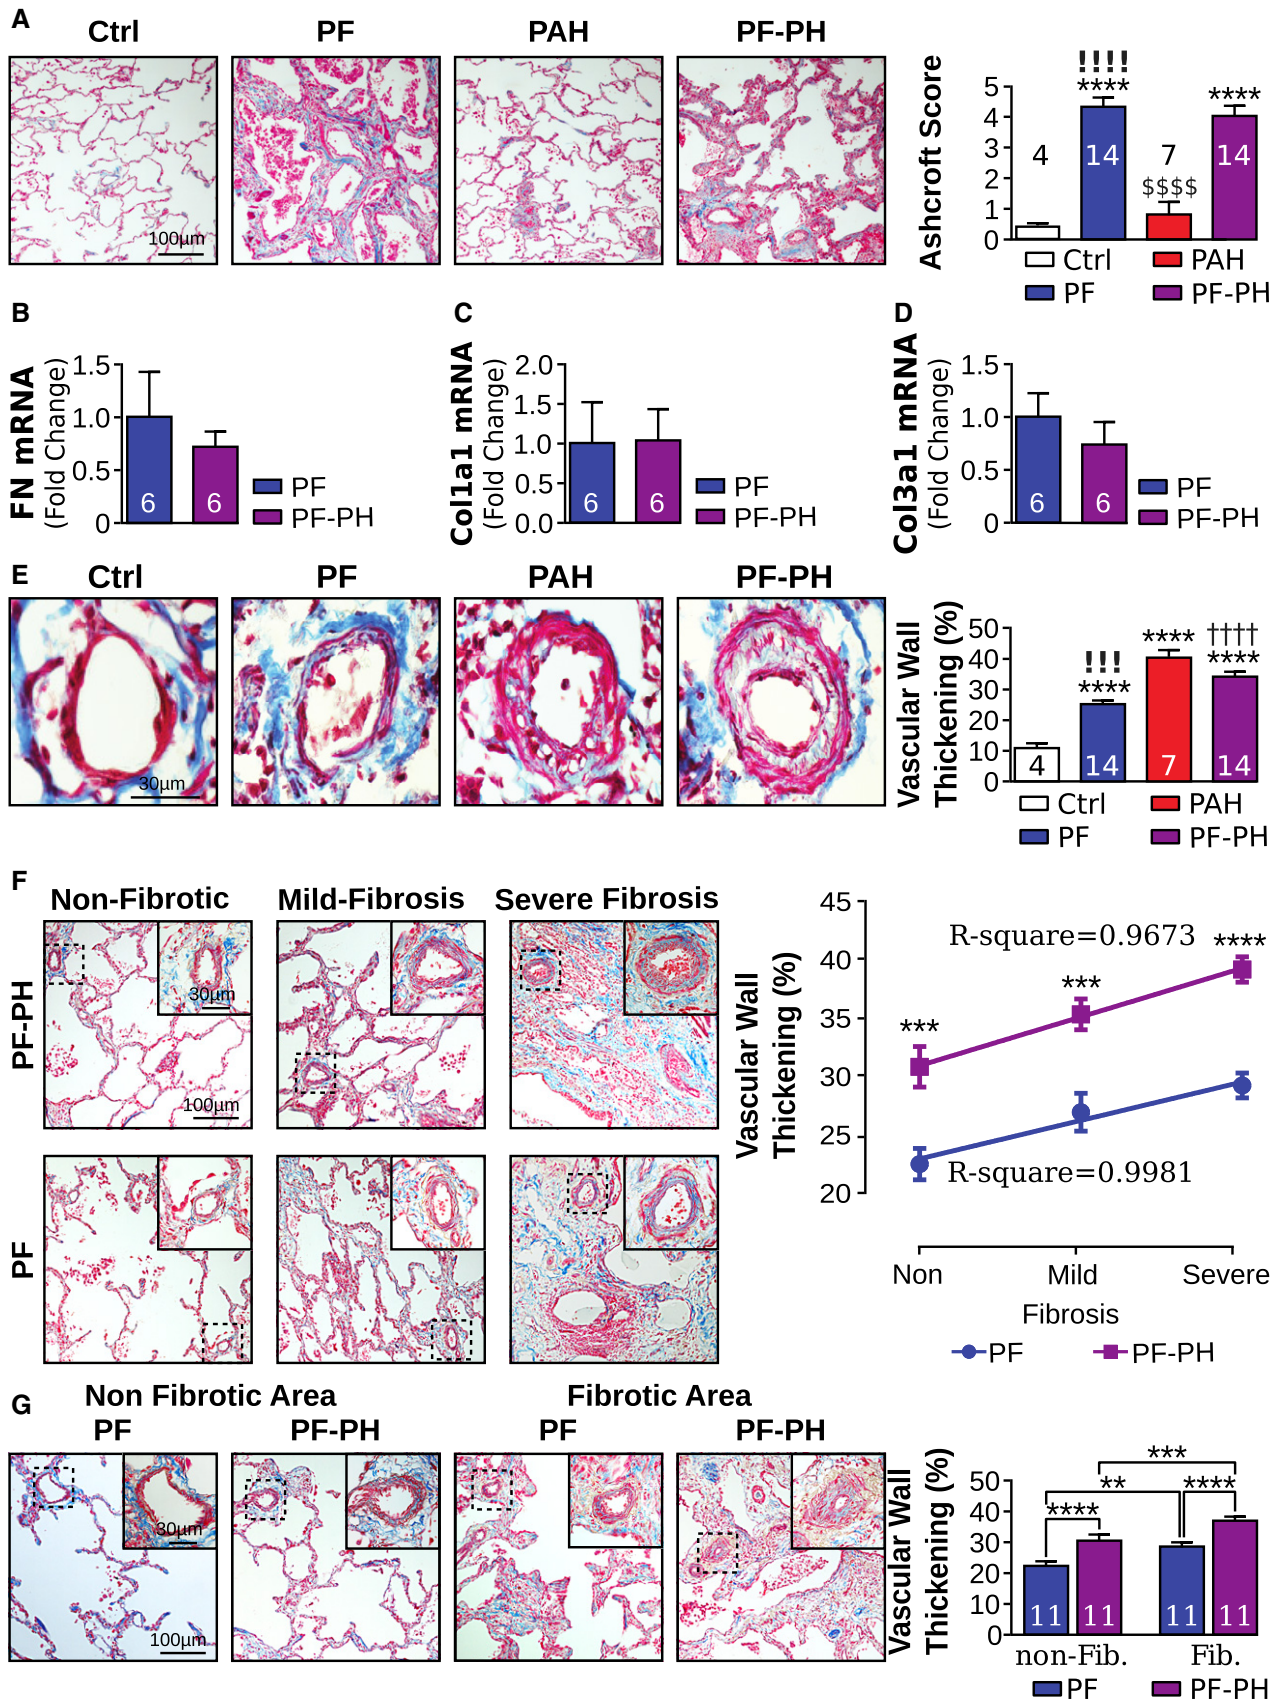 A
Ctrl
PF
PAH
PF-PH
100µm
Ashcroft Score
5
4
3
2
1
0
4
!!!!
****
14
7
$$$$
****
14
Ctrl
PAH
PF
PF-PH
B
FN mRNA
(Fold Change)
1.5
1.0
0.5
0
6
6
PF
PF-PH
C
Col1a1 mRNA
(Fold Change)
2.0
1.5
1.0
0.5
0.0
6
6
PF
PF-PH
D
Col3a1 mRNA
(Fold Change)
1.5
1.0
0.5
0
6
6
PF
PF-PH
E
Ctrl
PF
PAH
PF-PH
30µm
Vascular Wall
Thickening (%)
50
40
30
20
10
0
4
!!!
****
14
****
7
††††
****
14
Ctrl
PAH
PF
PF-PH
F
Non-Fibrotic
Mild-Fibrosis
Severe Fibrosis
PF-PH
30µm
100µm
PF
Vascular Wall
Thickening (%)
45
40
35
30
25
20
R-square=0.9673
***
***
****
R-square=0.9981
Non
Mild
Severe
Fibrosis
PF
PF-PH
G
Non Fibrotic Area
Fibrotic Area
PF
PF-PH
PF
PF-PH
30µm
100µm
Vascular Wall
Thickening (%)
50
40
30
20
10
0
***
**
****
****
11
11
11
11
non-Fib.
Fib.
PF
PF-PH